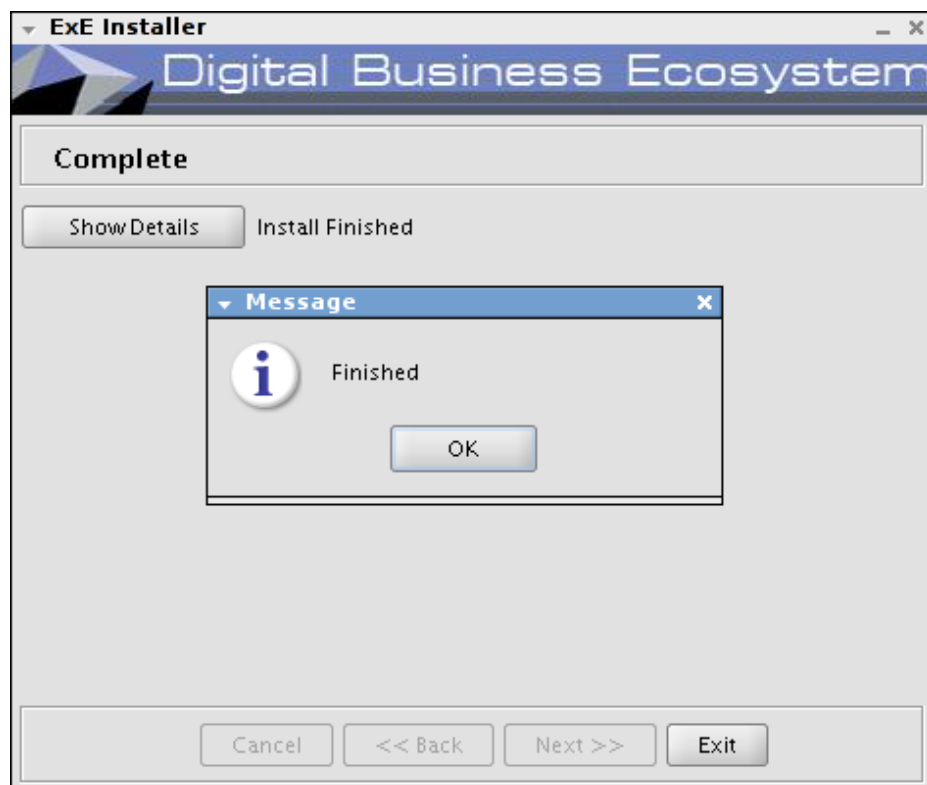 ExE Installer
Digital Business Ecosystem
Complete
Show Details Install Finished
Message
Finished
OK
Cancel << Back Next >> Exit